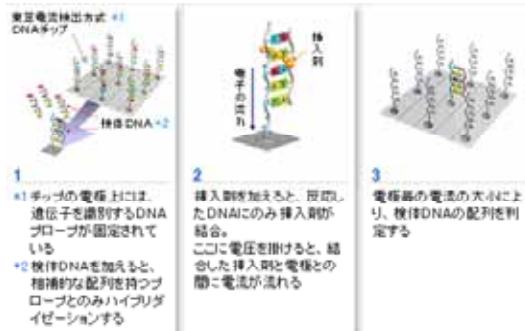 東芝電流検出方式 *1
DNAチップ
検体DNA *2
挿入剤
電子の流れ
1
*1 チップの電極上には、
遺伝子を識別するDNA
プローブが固定されて
いる
*2 検体DNAを加えると、
相補的な配列を持つプ
ローブとのみハイブリダ
イゼーションする
2
挿入剤を加えると、反応し
たDNAにのみ挿入剤が
結合。
ここに電圧を掛けると、結
合した挿入剤と電極との
間に電流が流れる
3
電極毎の電流の大小によ
り、検体DNAの配列を判
定する